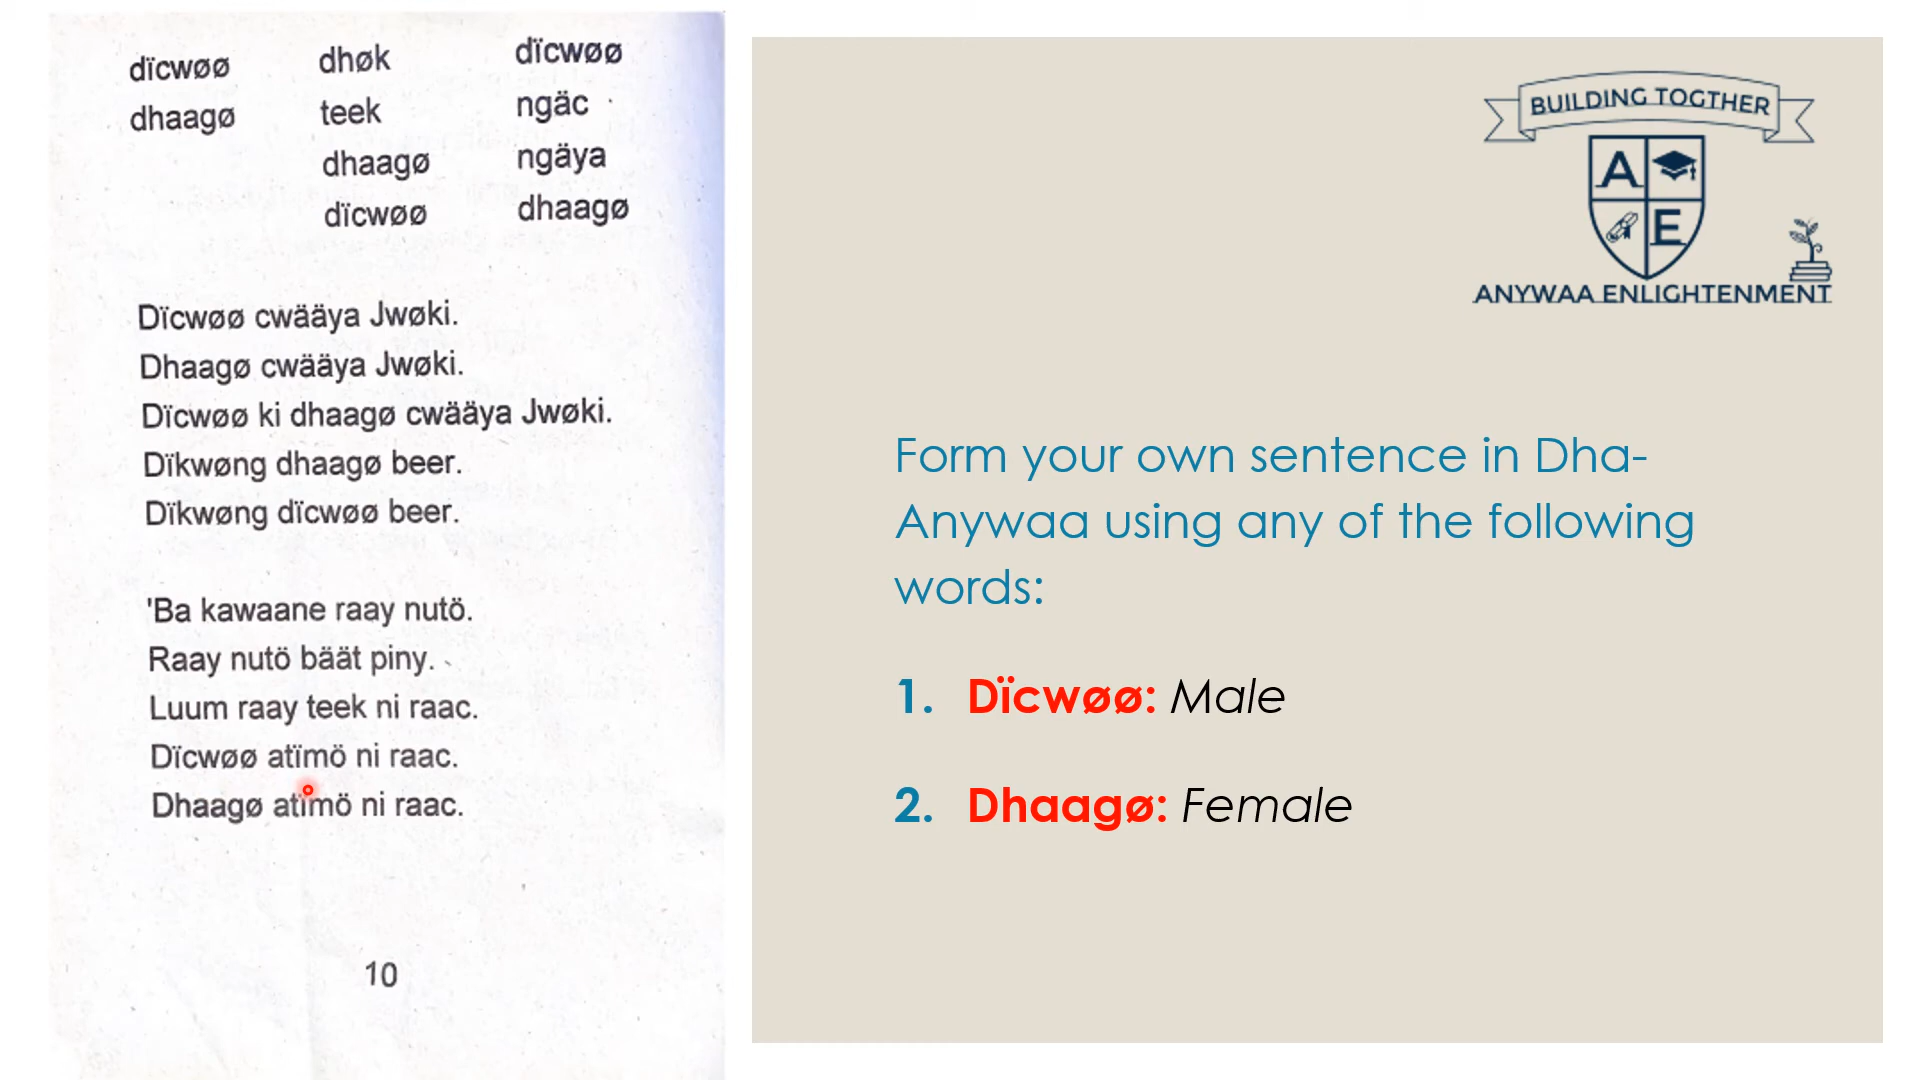 dïcwøø dhøk dïcwøø
dhaagø teek ngäc
dhaagø ngäya
dïcwøø dhaagø
Dïcwøø cwääya Jwøki.
Dhaagø cwääya Jwøki.
Dïcwøø ki dhaagø cwääya Jwøki.
Dïkwøng dhaagø beer.
Dïkwøng dïcwøø beer.
'Ba kawaane raay nutö.
Raay nutö bäät piny.
Luum raay teek ni raac.
Dïcwøø atïmö ni raac.
Dhaagø atïmö ni raac.
10
BUILDING TOGTHER
A
E
ANYWAA ENLIGHTENMENT
Form your own sentence in Dha-
Anywaa using any of the following
words:
1. Dïcwøø: Male
2. Dhaagø: Female